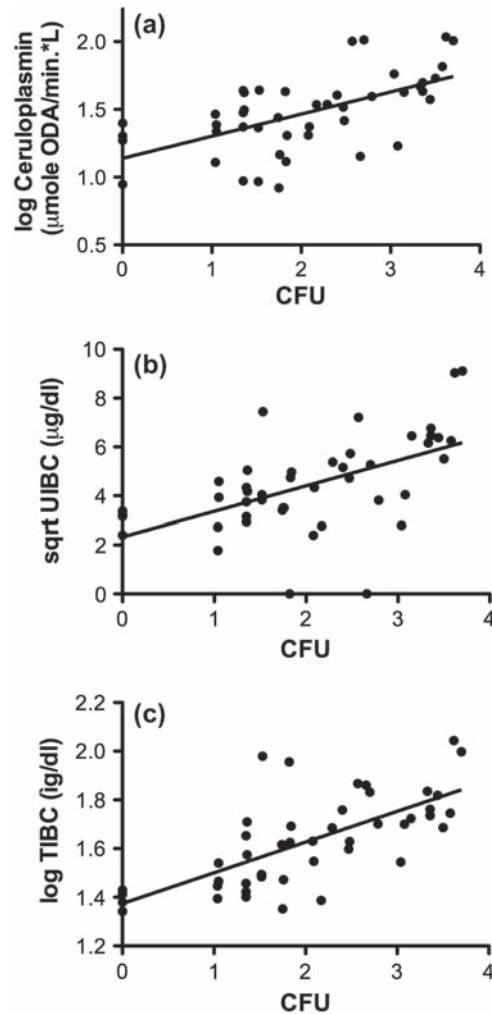 (a)
log Ceruloplasmin
(µmole ODA/min.*L)
2.0
1.5
1.0
0.5
0 1 2 3 4
CFU
(b)
sqrt UIBC (µg/dl)
10
8
6
4
2
0
0 1 2 3 4
CFU
(c)
log TIBC (ig/dl)
2.2
2.0
1.8
1.6
1.4
1.2
0 1 2 3 4
CFU